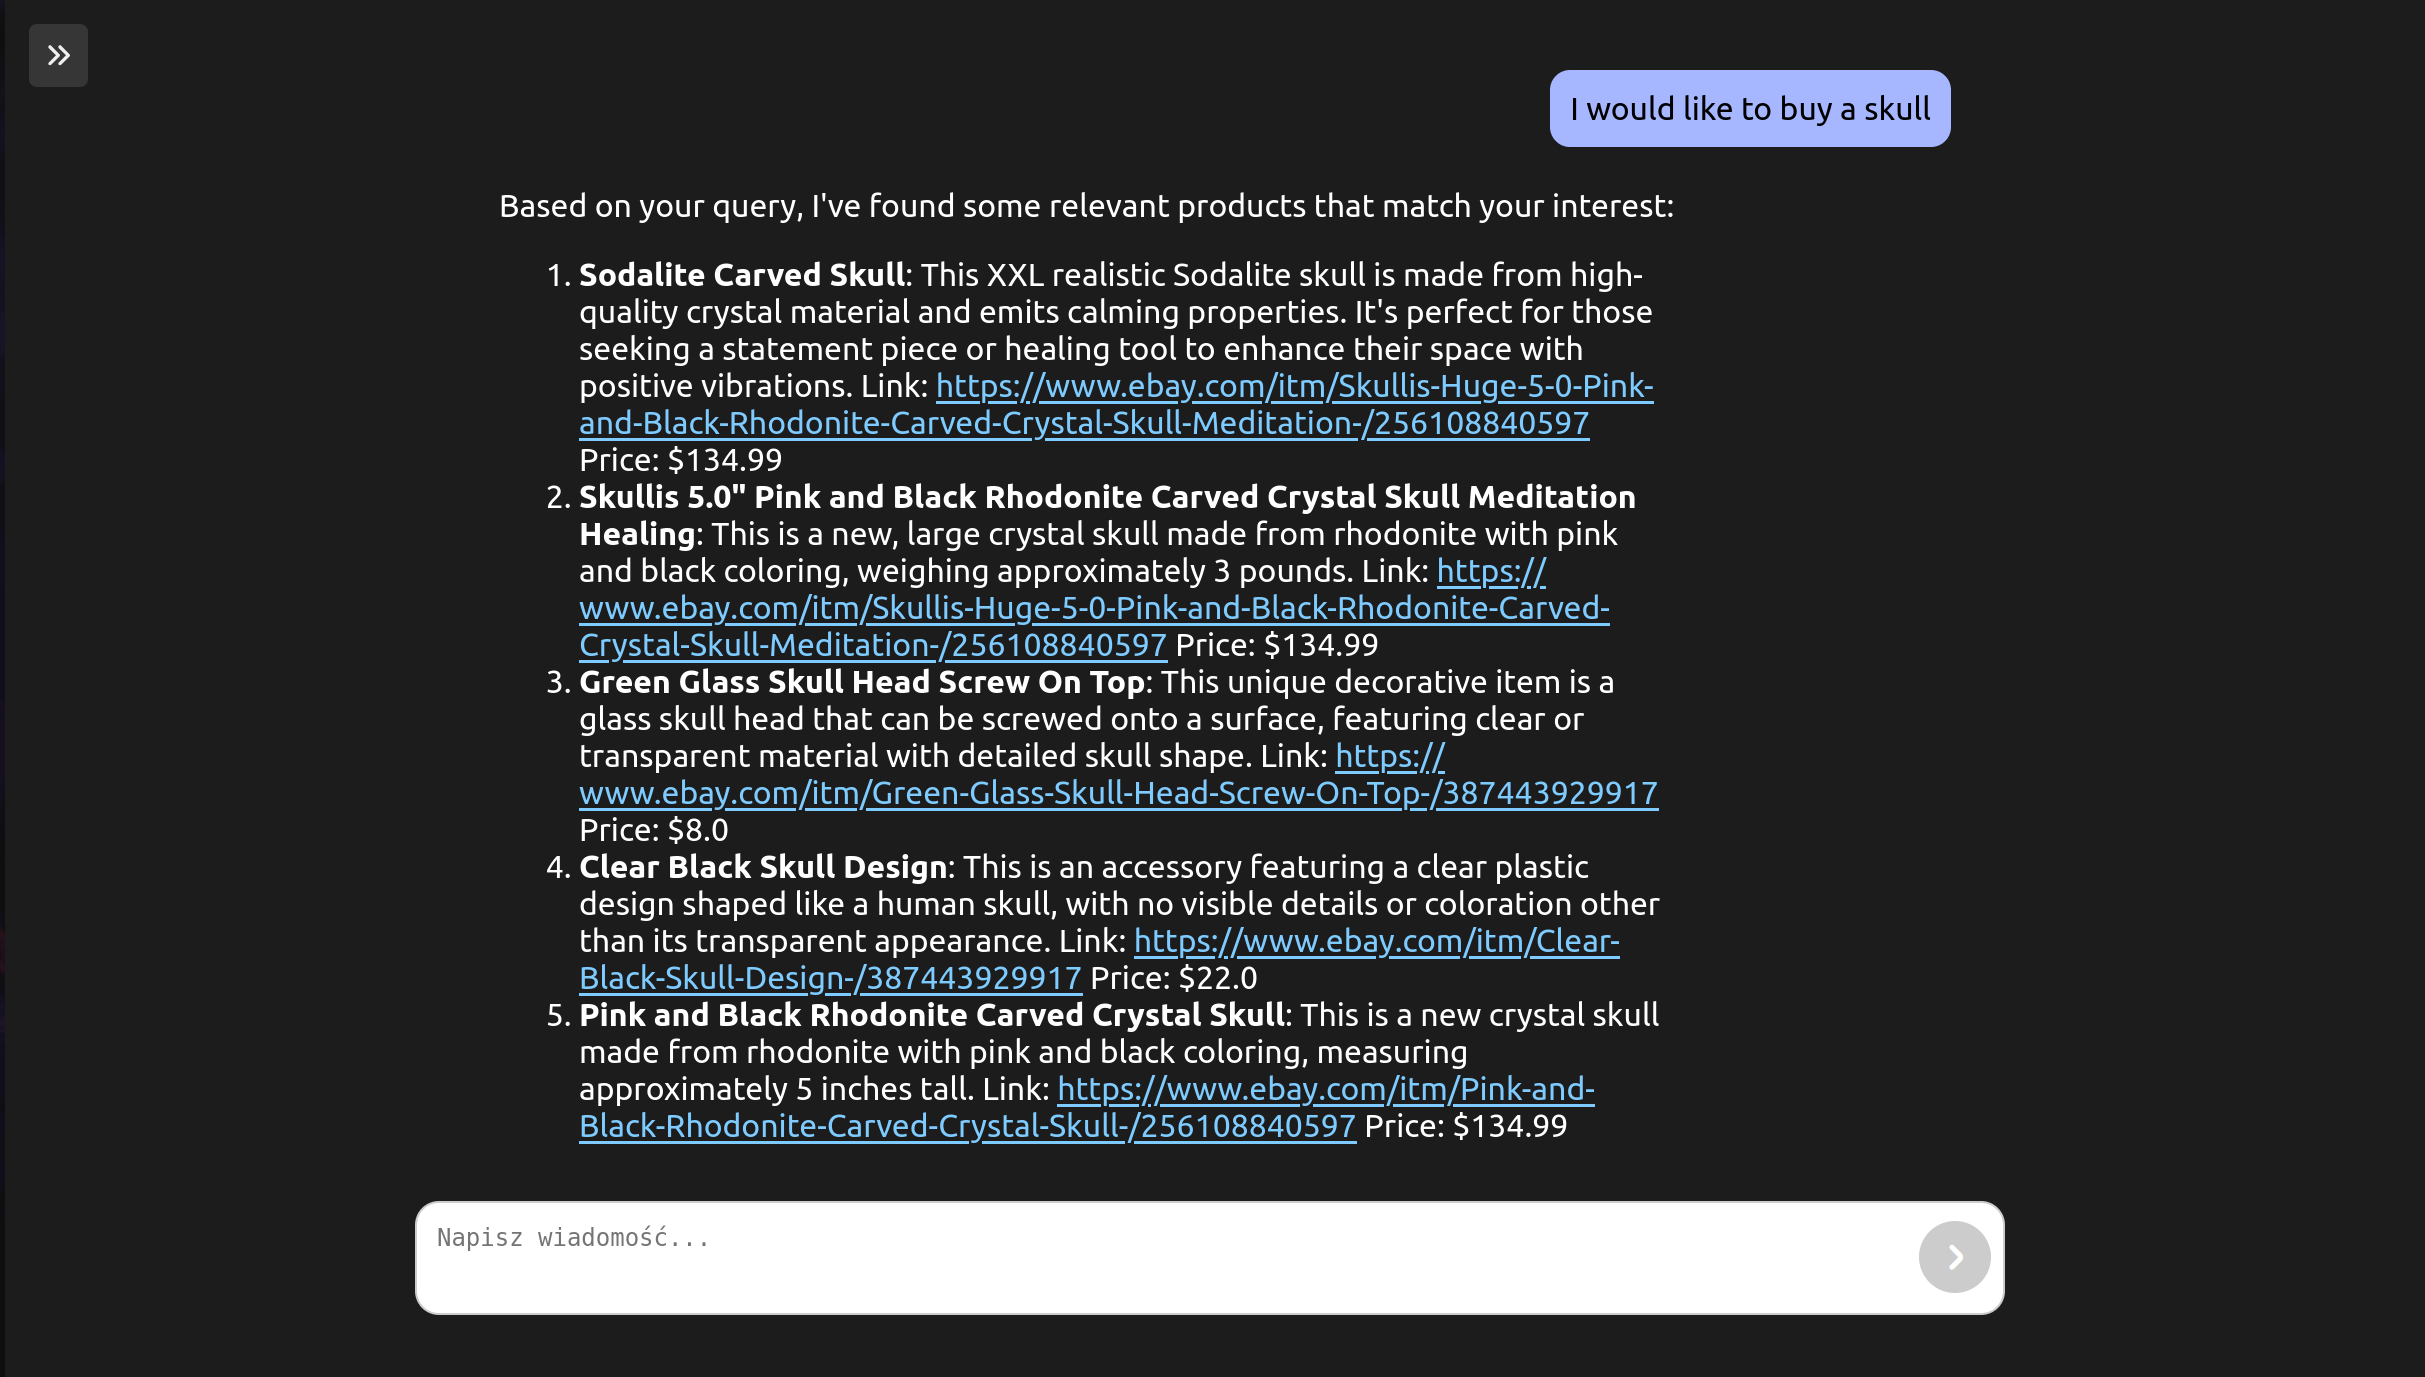 I would like to buy a skull
Based on your query, I've found some relevant products that match your interest:
1. Sodalite Carved Skull: This XXL realistic Sodalite skull is made from high-
quality crystal material and emits calming properties. It's perfect for those
seeking a statement piece or healing tool to enhance their space with
positive vibrations. Link: https://www.ebay.com/itm/Skullis-Huge-5-0-Pink-
and-Black-Rhodonite-Carved-Crystal-Skull-Meditation-/256108840597
Price: $134.99
2. Skullis 5.0" Pink and Black Rhodonite Carved Crystal Skull Meditation
Healing: This is a new, large crystal skull made from rhodonite with pink
and black coloring, weighing approximately 3 pounds. Link: https://
www.ebay.com/itm/Skullis-Huge-5-0-Pink-and-Black-Rhodonite-Carved-
Crystal-Skull-Meditation-/256108840597 Price: $134.99
3. Green Glass Skull Head Screw On Top: This unique decorative item is a
glass skull head that can be screwed onto a surface, featuring clear or
transparent material with detailed skull shape. Link: https://
www.ebay.com/itm/Green-Glass-Skull-Head-Screw-On-Top-/387443929917
Price: $8.0
4. Clear Black Skull Design: This is an accessory featuring a clear plastic
design shaped like a human skull, with no visible details or coloration other
than its transparent appearance. Link: https://www.ebay.com/itm/Clear-
Black-Skull-Design-/387443929917 Price: $22.0
5. Pink and Black Rhodonite Carved Crystal Skull: This is a new crystal skull
made from rhodonite with pink and black coloring, measuring
approximately 5 inches tall. Link: https://www.ebay.com/itm/Pink-and-
Black-Rhodonite-Carved-Crystal-Skull-/256108840597 Price: $134.99
Napisz wiadomość...